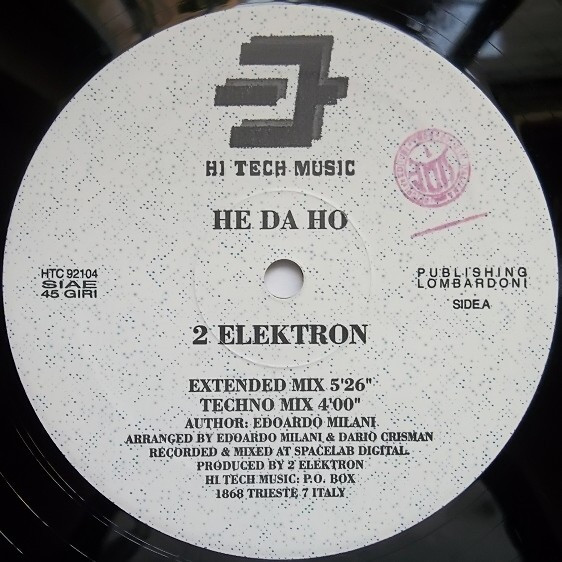 HI TECH MUSIC
HE DA HO
HTC 92104
SIAE
45 GIRI
PUBLISHING
LOMBARDONI
SIDE.A
2 ELEKTRON
EXTENDED MIX 5'26"
TECHNO MIX 4'00"
AUTHOR: EDOARDO MILANI
ARRANGED BY EDOARDO MILANI & DARIO CRISMAN
RECORDED & MIXED AT SPACELAB DIGITAL
PRODUCED BY 2 ELEKTRON
HI TECH MUSIC: P.O. BOX
1868 TRIESTE 7 ITALY